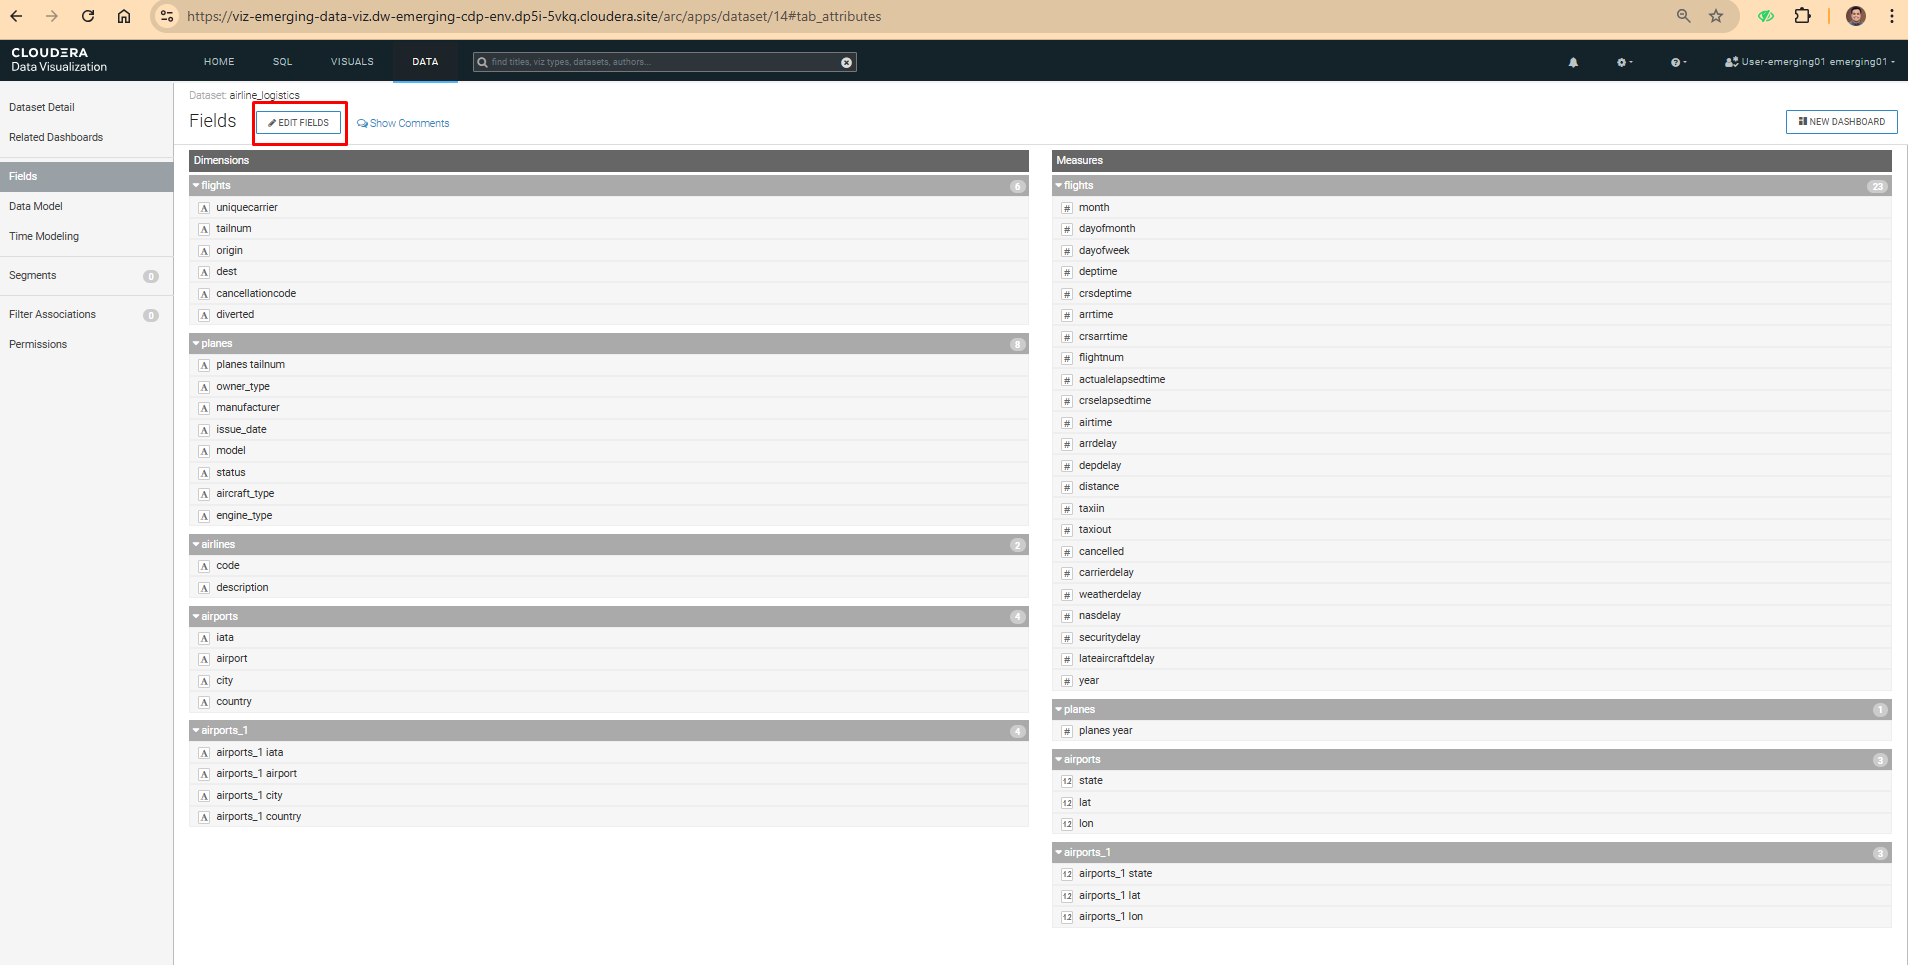 https://viz-emerging-data-viz.dw-emerging-cdp-env.dp5i-5vkq.cloudera.site/arc/apps/dataset/14#tab_attributes
CLOUDERA
Data Visualization
HOME
SQL
VISUALS
DATA
find titles, viz types, datasets, authors...
User-emerging01 emerging01
Dataset Detail
Related Dashboards
Fields
Data Model
Time Modeling
Segments 0
Filter Associations 0
Permissions
Dataset: airline_logistics
Fields
EDIT FIELDS
Show Comments
NEW DASHBOARD
Dimensions
flights 6
A uniquecarrier
A tailnum
A origin
A dest
A cancellationcode
A diverted
planes 8
A planes tailnum
A owner_type
A manufacturer
A issue_date
A model
A status
A aircraft_type
A engine_type
airlines 2
A code
A description
airports 4
A iata
A airport
A city
A country
airports_1 4
A airports_1 iata
A airports_1 airport
A airports_1 city
A airports_1 country
Measures
flights 23
# month
# dayofmonth
# dayofweek
# deptime
# crsdeptime
# arrtime
# crsarrtime
# flightnum
# actualelapsedtime
# crselapsedtime
# airtime
# arrdelay
# depdelay
# distance
# taxiin
# taxiout
# cancelled
# carrierdelay
# weatherdelay
# nasdelay
# securitydelay
# lateaircraftdelay
# year
planes 1
# planes year
airports 3
1.2 state
1.2 lat
1.2 lon
airports_1 3
1.2 airports_1 state
1.2 airports_1 lat
1.2 airports_1 lon